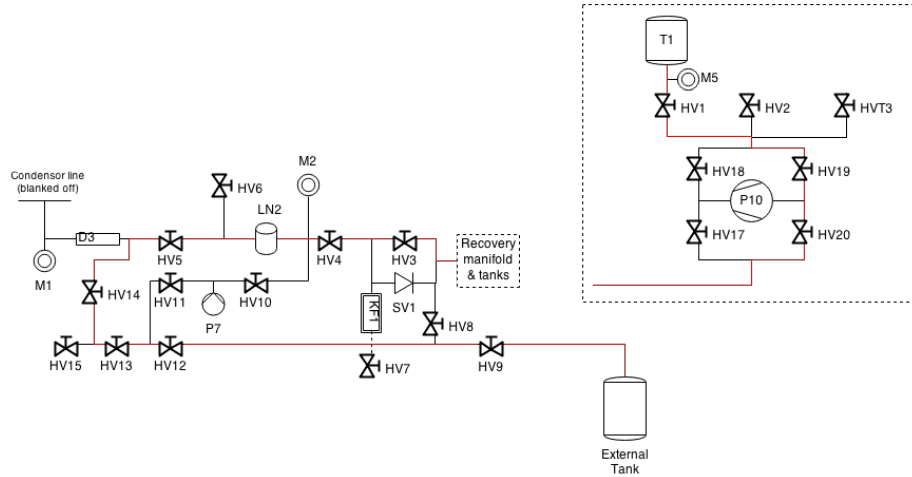 T1
M5
HV1
HV2
HVT3
M2
Condensor line
(blanked off)
HV6
LN2
HV18
HV19
P10
D3
HV5
HV4
HV3
Recovery
manifold
& tanks
HV17
HV20
M1
HV14
HV11
HV10
SV1
KF1
P7
HV8
HV15
HV13
HV12
HV7
HV9
External
Tank